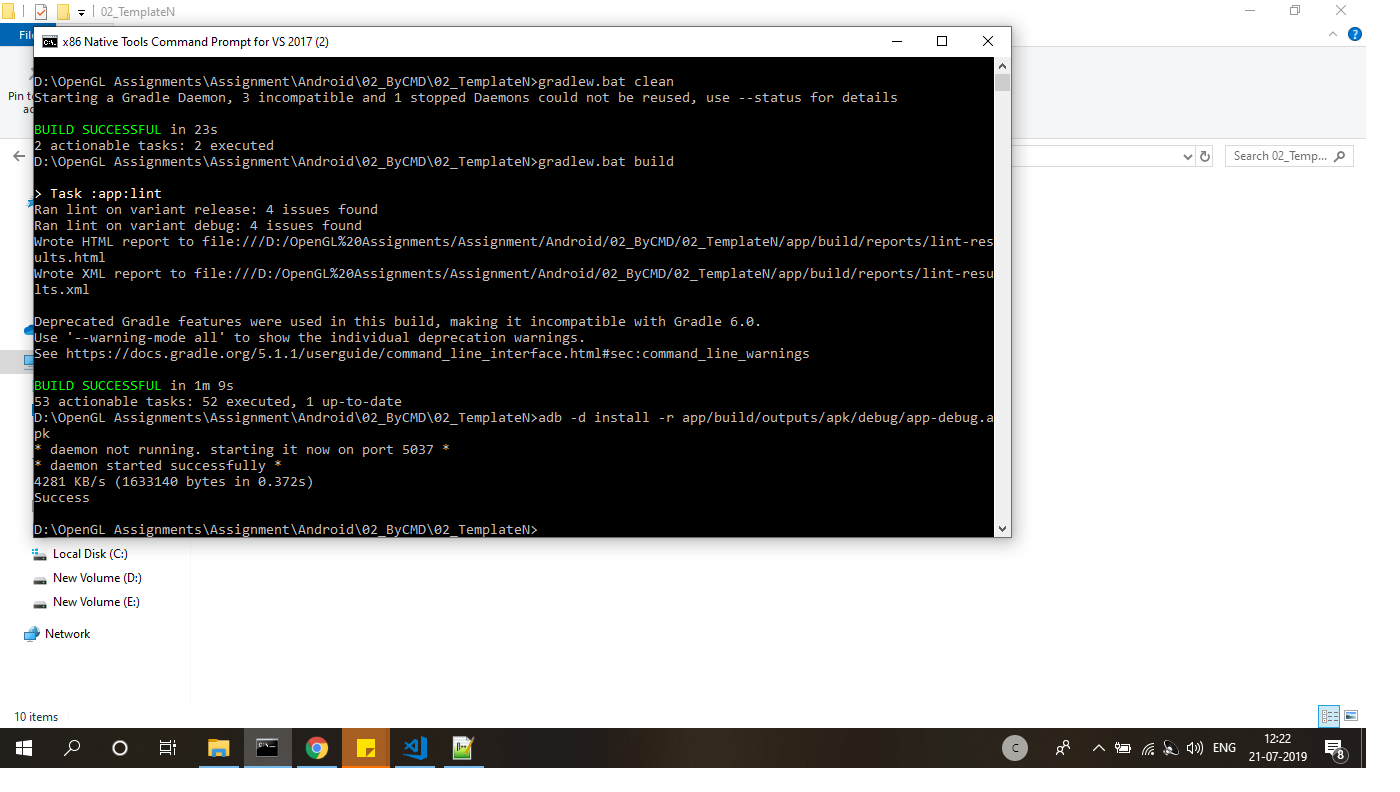 02_TemplateN
Fil
x86 Native Tools Command Prompt for VS 2017 (2)
Pin t
a
D:\OpenGL Assignments\Assignment\Android\02_ByCMD\02_TemplateN>gradlew.bat clean
Starting a Gradle Daemon, 3 incompatible and 1 stopped Daemons could not be reused, use --status for details
BUILD SUCCESSFUL in 23s
2 actionable tasks: 2 executed
D:\OpenGL Assignments\Assignment\Android\02_ByCMD\02_TemplateN>gradlew.bat build
> Task :app:lint
Ran lint on variant release: 4 issues found
Ran lint on variant debug: 4 issues found
Wrote HTML report to file:///D:/OpenGL%20Assignments/Assignment/Android/02_ByCMD/02_TemplateN/app/build/reports/lint-res
ults.html
Wrote XML report to file:///D:/OpenGL%20Assignments/Assignment/Android/02_ByCMD/02_TemplateN/app/build/reports/lint-resu
lts.xml
Deprecated Gradle features were used in this build, making it incompatible with Gradle 6.0.
Use '--warning-mode all' to show the individual deprecation warnings.
See https://docs.gradle.org/5.1.1/userguide/command_line_interface.html#sec:command_line_warnings
BUILD SUCCESSFUL in 1m 9s
53 actionable tasks: 52 executed, 1 up-to-date
D:\OpenGL Assignments\Assignment\Android\02_ByCMD\02_TemplateN>adb -d install -r app/build/outputs/apk/debug/app-debug.a
pk
* daemon not running. starting it now on port 5037 *
* daemon started successfully *
4281 KB/s (1633140 bytes in 0.372s)
Success
D:\OpenGL Assignments\Assignment\Android\02_ByCMD\02_TemplateN>
Search 02_Temp...
Local Disk (C:)
New Volume (D:)
New Volume (E:)
Network
10 items
C
ENG
12:22
21-07-2019
8